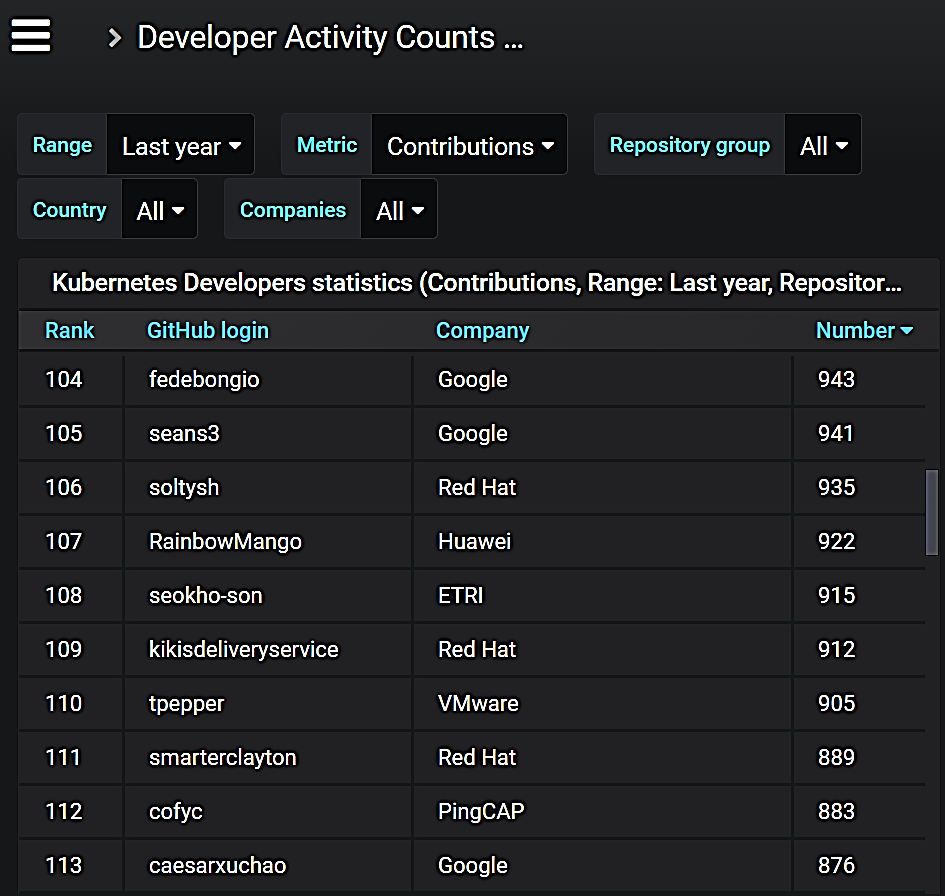 Developer Activity Counts ...
Range Last year Metric Contributions Repository group All
Country All Companies All
Kubernetes Developers statistics (Contributions, Range: Last year, Repositor...
Rank GitHub login Company Number
104 fedebongio Google 943
105 seans3 Google 941
106 soltysh Red Hat 935
107 RainbowMango Huawei 922
108 seokho-son ETRI 915
109 kikisdeliveryservice Red Hat 912
110 tpepper VMware 905
111 smarterclayton Red Hat 889
112 cofyc PingCAP 883
113 caesarxuchao Google 876